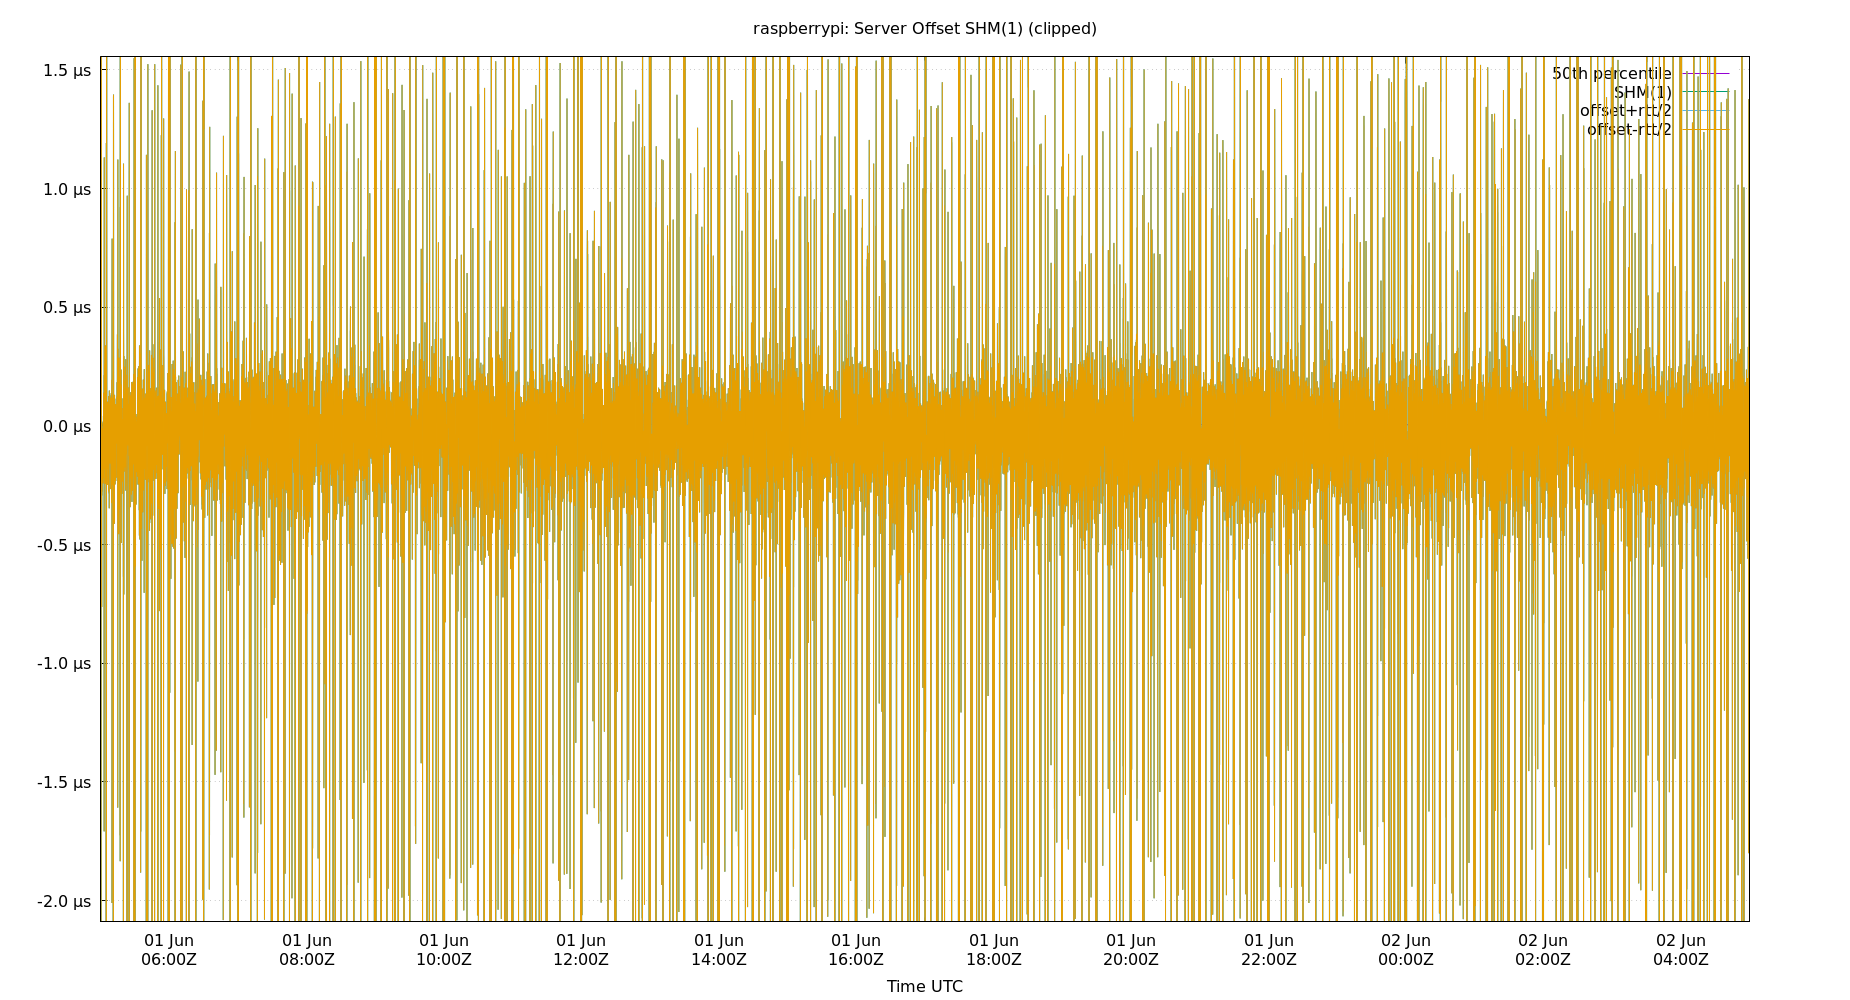 raspberrypi: Server Offset SHM(1) (clipped)
1.5 µs
1.0 µs
0.5 µs
0.0 µs
-0.5 µs
-1.0 µs
-1.5 µs
-2.0 µs
50th percentile
SHM(1)
offset+rtt/2
offset-rtt/2
01 Jun 01 Jun 01 Jun 01 Jun 01 Jun 01 Jun 01 Jun 01 Jun 01 Jun 02 Jun 02 Jun 02 Jun
06:00Z 08:00Z 10:00Z 12:00Z 14:00Z 16:00Z 18:00Z 20:00Z 22:00Z 00:00Z 02:00Z 04:00Z
Time UTC